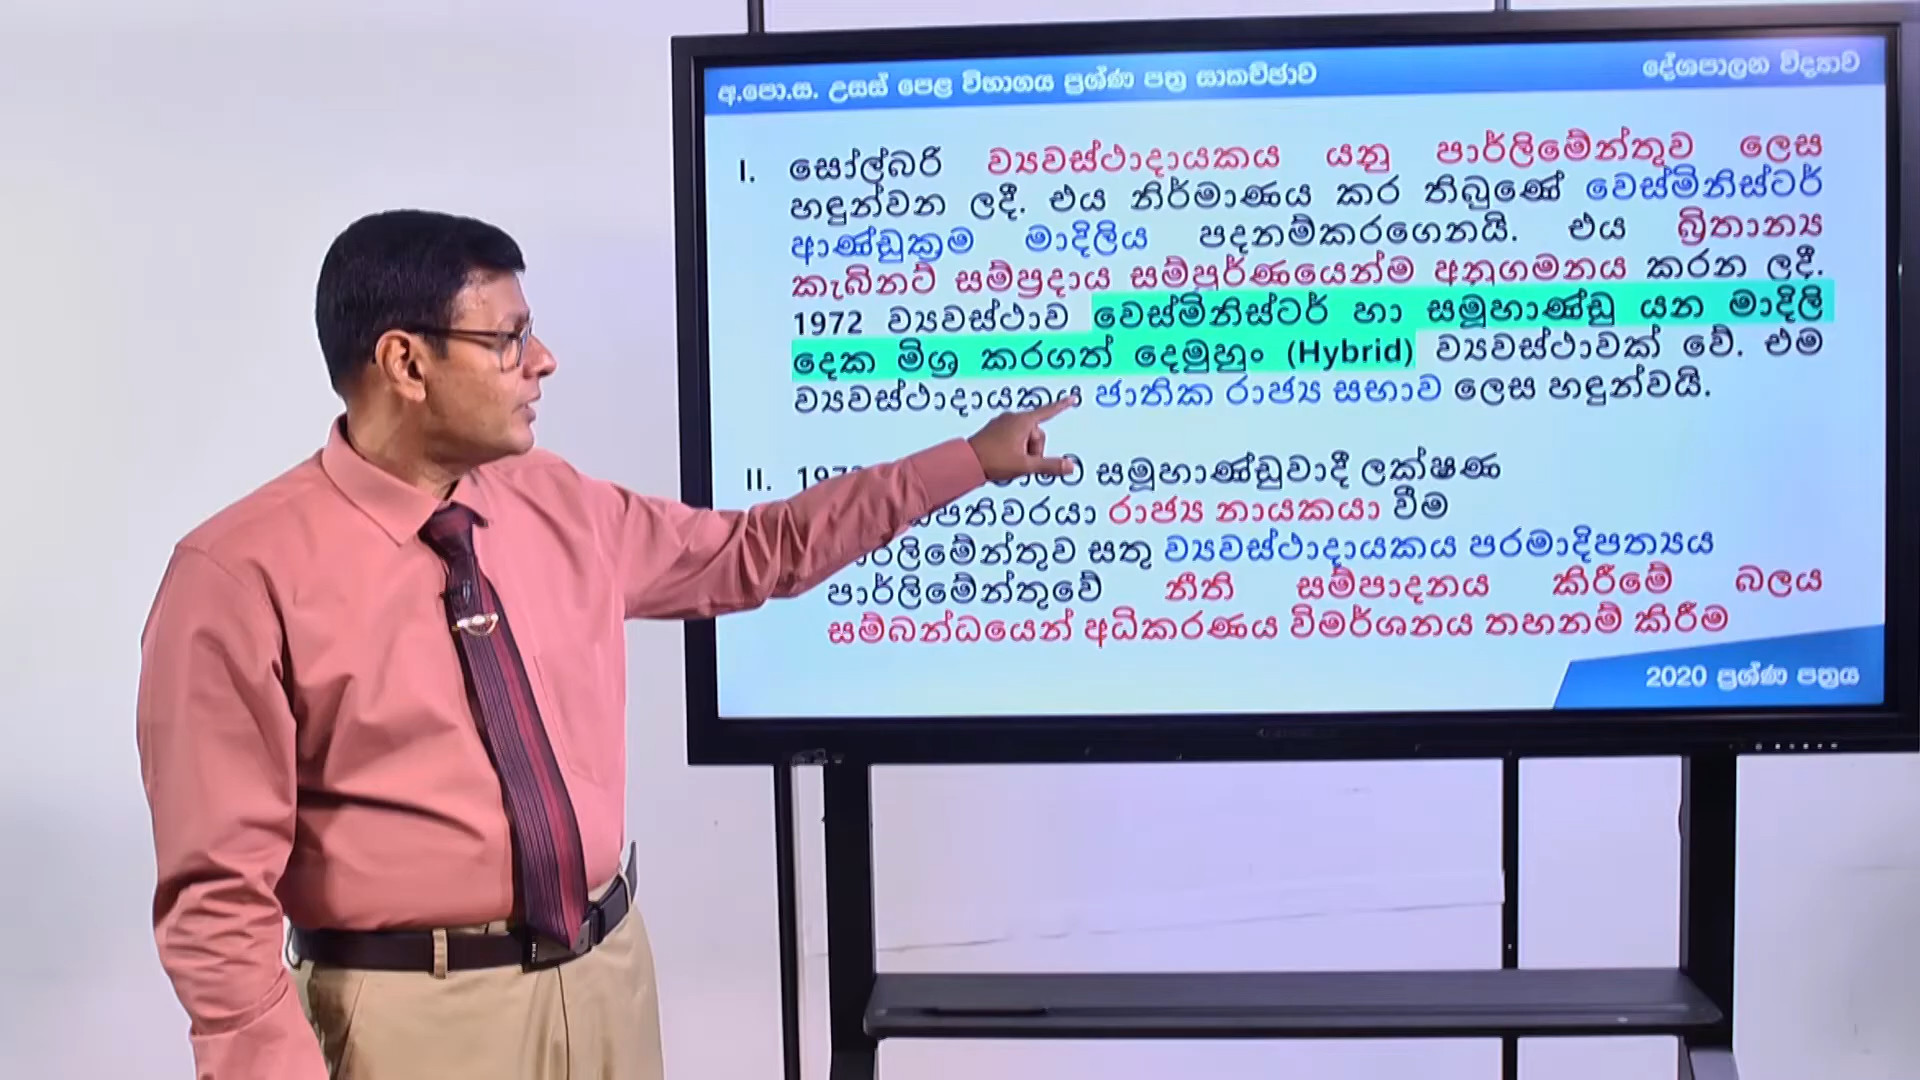 අ.පො.ස. උසස් පෙළ විභාගය ප්‍රශ්ණ පත්‍ර සාකච්ඡාව
දේශපාලන විද්‍යාව
I. සෝල්බරි ව්‍යවස්ථාදායකය යනු පාර්ලිමේන්තුව ලෙස
හඳුන්වන ලදී. එය නිර්මාණය කර තිබුණේ වෙස්මිනිස්ටර්
ආණ්ඩුක්‍රම මාදිලිය පදනම්කරගෙනයි. එය බ්‍රිතාන්‍ය
කැබිනට් සම්ප්‍රදාය සම්පූර්ණයෙන්ම අනුගමනය කරන ලදී.
1972 ව්‍යවස්ථාව වෙස්මිනිස්ටර් හා සමූහාණ්ඩු යන මාදිලි
දෙක මිශ්‍ර කරගත් දෙමුහුං (Hybrid) ව්‍යවස්ථාවක් වේ. එම
ව්‍යවස්ථාදායකය ජාතික රාජ්‍ය සභාව ලෙස හඳුන්වයි.
II. සමූහාණ්ඩුවාදී ලක්ෂණ
රාජ්‍ය නායකයා වීම
සතු ව්‍යවස්ථාදායකය පරමාදිපත්‍යය
පාර්ලිමේන්තුවේ නීති සම්පාදනය කිරීමේ බලය
සම්බන්ධයෙන් අධිකරණය විමර්ශනය තහනම් කිරීම
2020 ප්‍රශ්ණ පත්‍රය